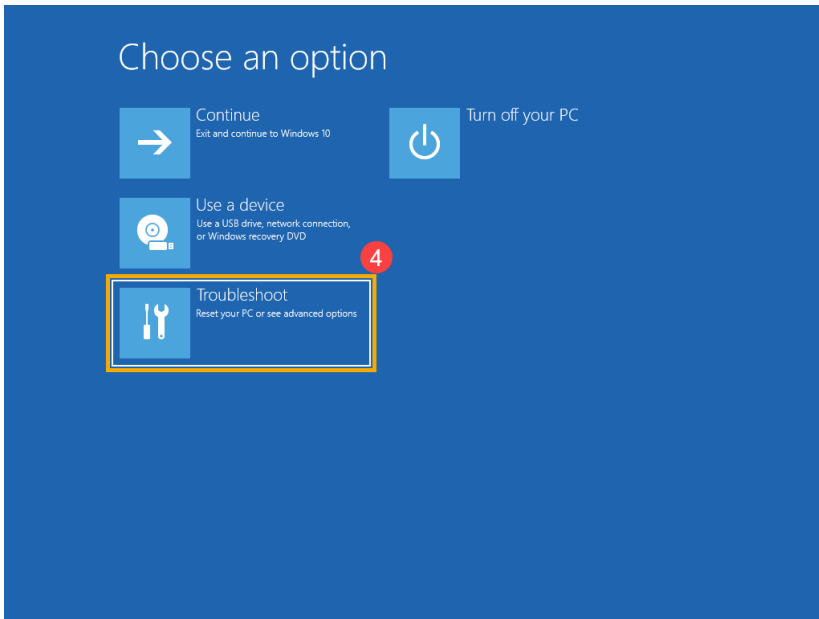 Choose an option
Continue
Exit and continue to Windows 10
Turn off your PC
Use a device
Use a USB drive, network connection,
or Windows recovery DVD
4
Troubleshoot
Reset your PC or see advanced options